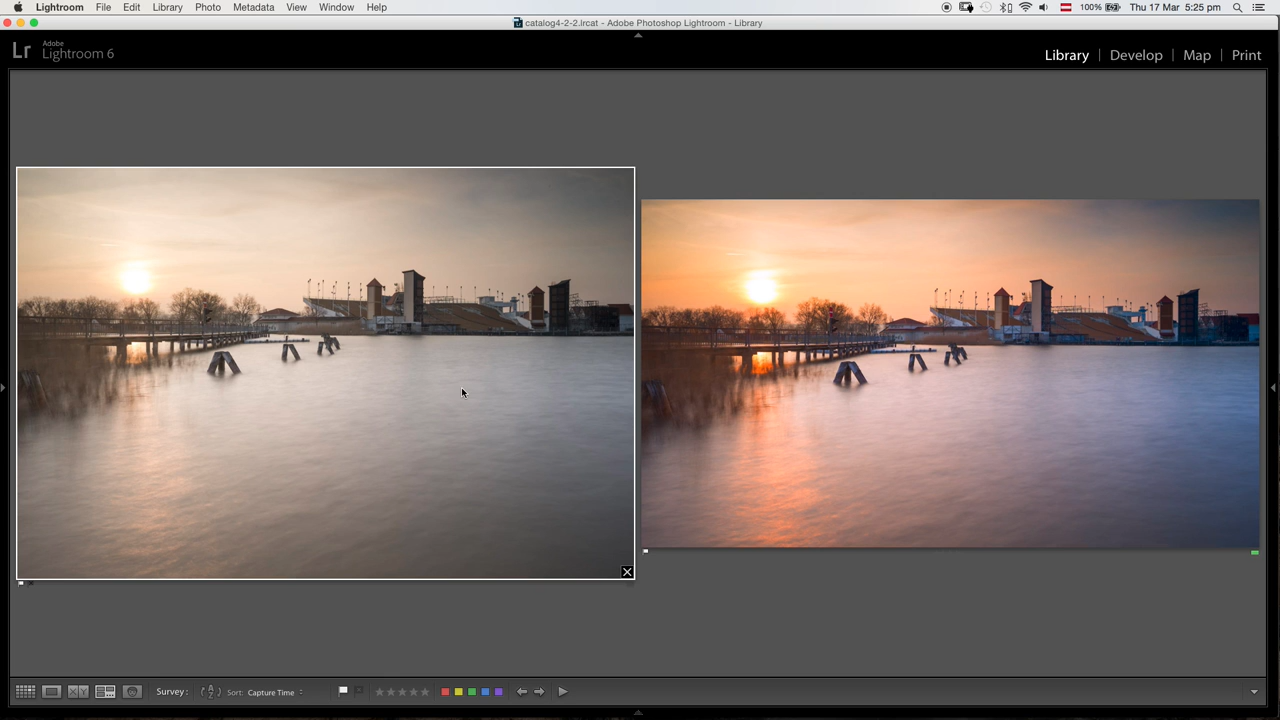 Lightroom File Edit Library Photo Metadata View Window Help 100% Thu 17 Mar 5:25 pm
catalog4-2-2.lrcat - Adobe Photoshop Lightroom - Library
Lr Adobe Lightroom 6
Library | Develop | Map | Print
XY Survey : Sort: Capture Time